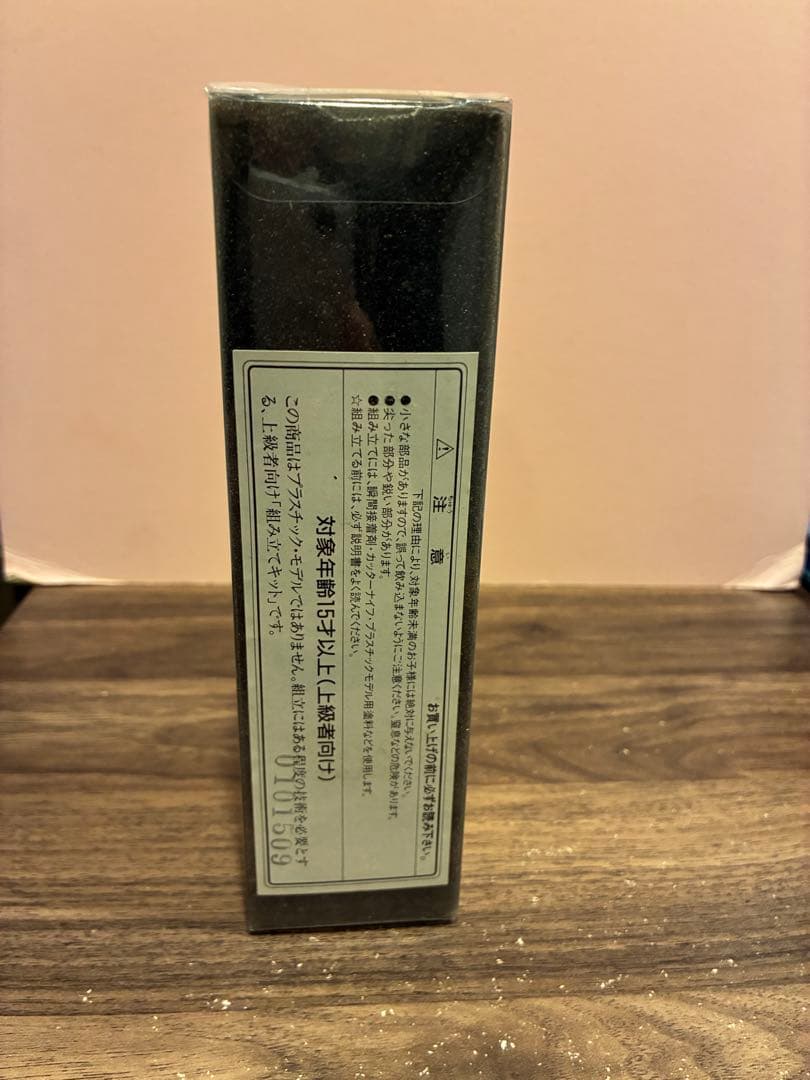 ⚠ 注意 お買い上げの前に必ずお読み下さい。
ちゅう い
下記の理由により、対象年齢未満のお子様には絶対に与えないでください。
●小さな部品がありますので、誤って飲み込まないようにご注意ください。窒息などの危険があります。
●尖った部分や鋭い部分があります。
●組み立てには、瞬間接着剤・カッターナイフ・プラスチックモデル用塗料などを使用します。
☆組み立てる前には、必ず説明書をよく読んでください。
対象年齢15才以上(上級者向け)
この商品はプラスチック・モデルではありません。組立にはある程度の技術を必要とす
る、上級者向け「組み立てキット」です。
0101509